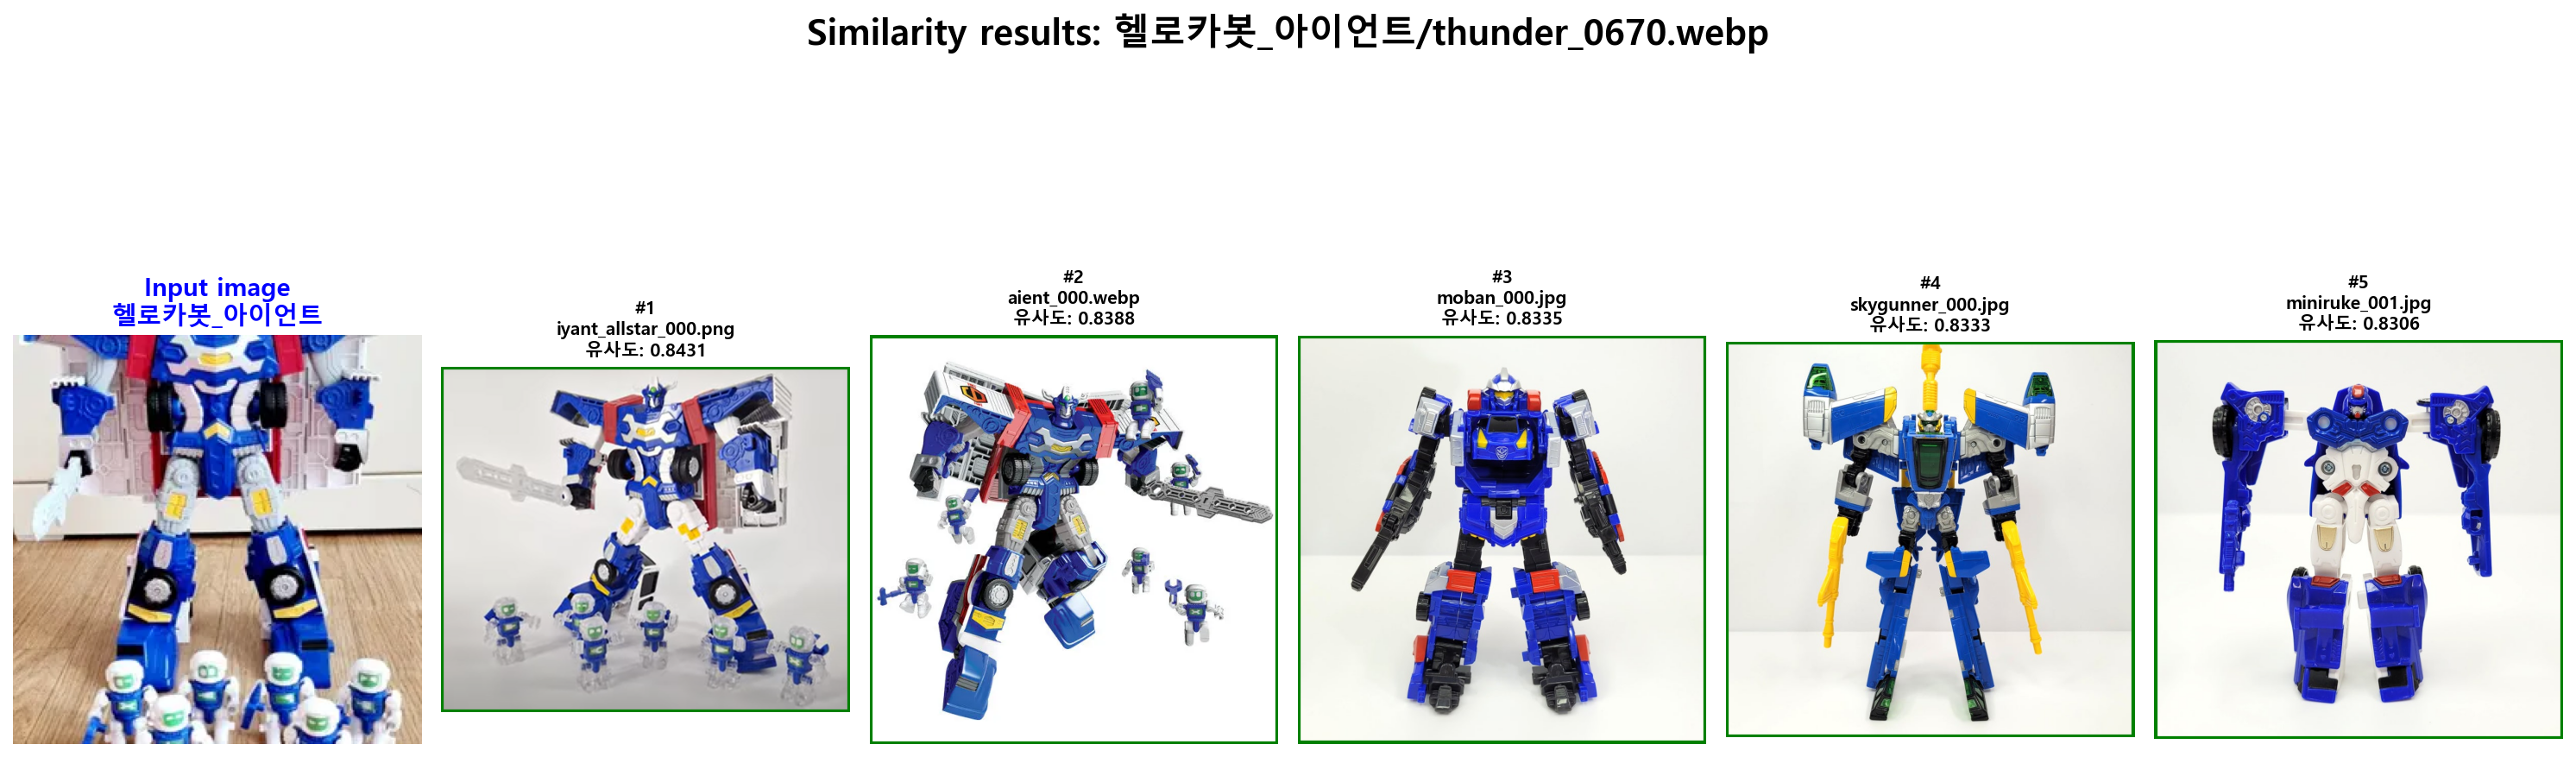 Similarity results: 헬로카봇_아이언트/thunder_0670.webp
Input image
헬로카봇_아이언트
#1
iyant_allstar_000.png
유사도: 0.8431
#2
aient_000.webp
유사도: 0.8388
#3
moban_000.jpg
유사도: 0.8335
#4
skygunner_000.jpg
유사도: 0.8333
#5
miniruke_001.jpg
유사도: 0.8306